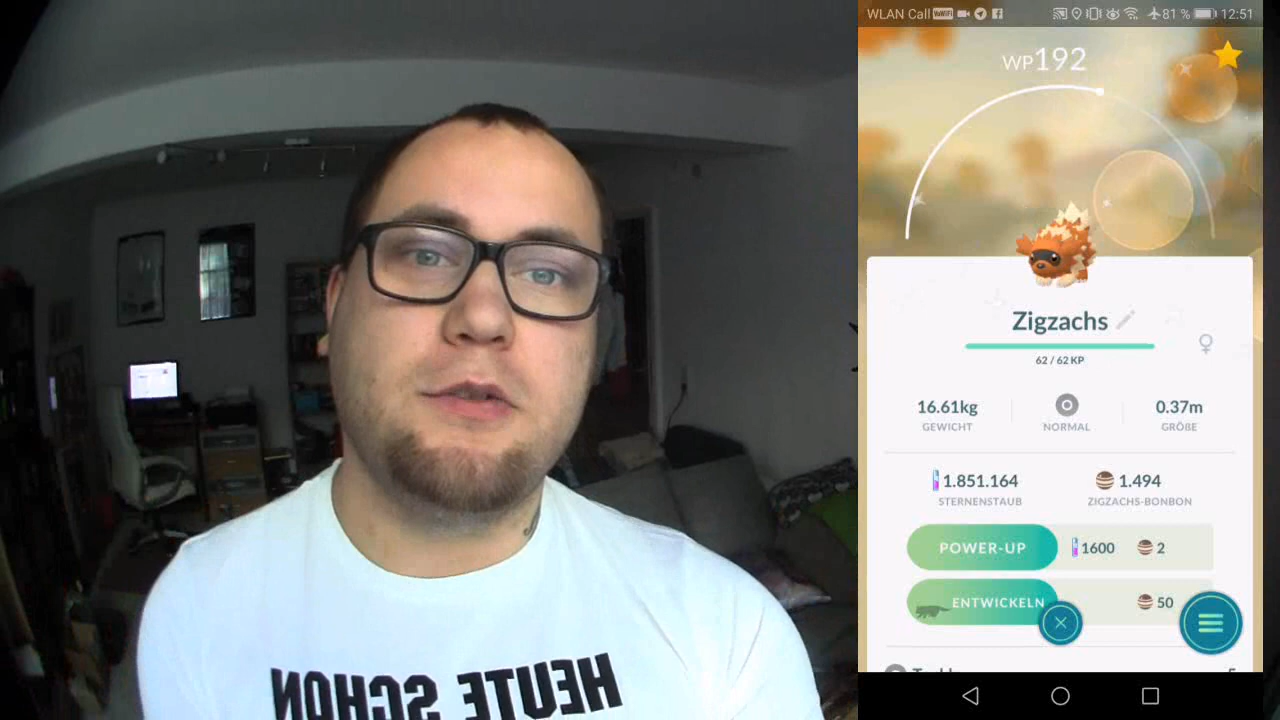 WLAN Call VoWiFi 81 % 12:51
WP192
Zigzachs
62 / 62 KP
16.61kg
NORMAL
0.37m
GEWICHT
GRÖßE
1.851.164
1.494
STERNENSTAUB
ZIGZACHS-BONBON
POWER-UP 1600 2
ENTWICKELN 50
HEUTE SCHON